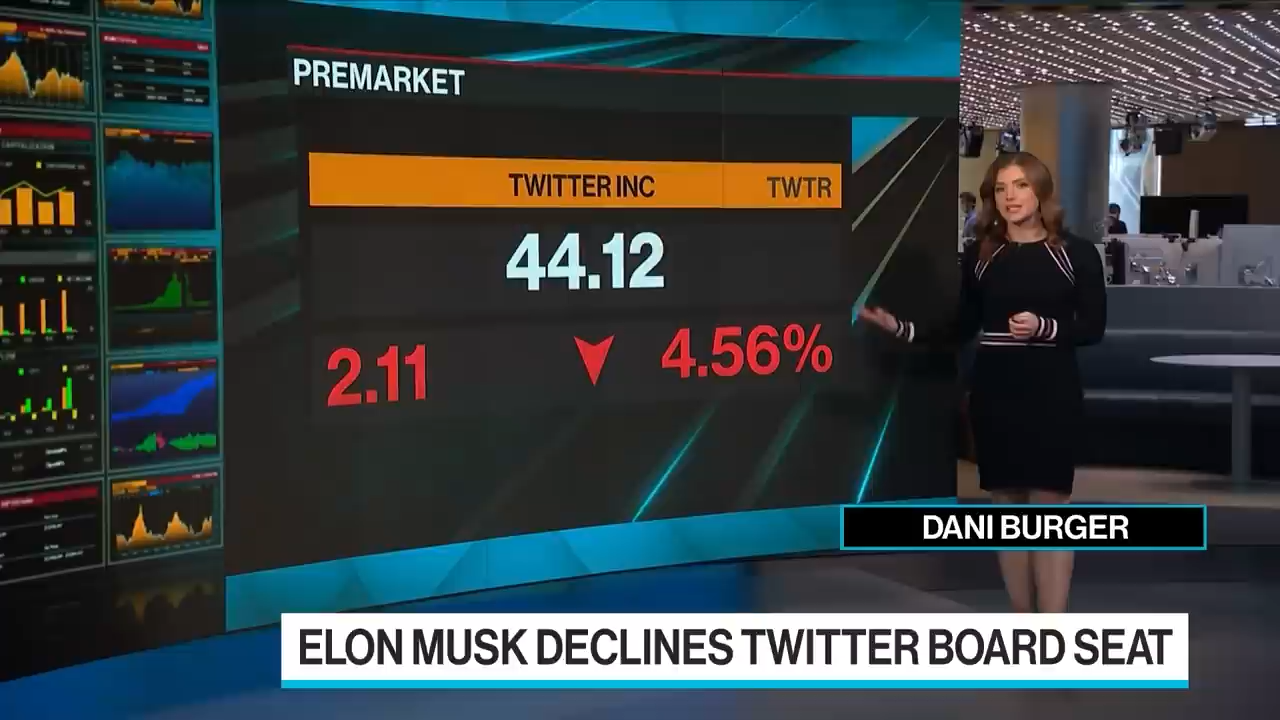 PREMARKET
TWITTER INC TWTR
44.12
2.11 4.56%
DANI BURGER
ELON MUSK DECLINES TWITTER BOARD SEAT